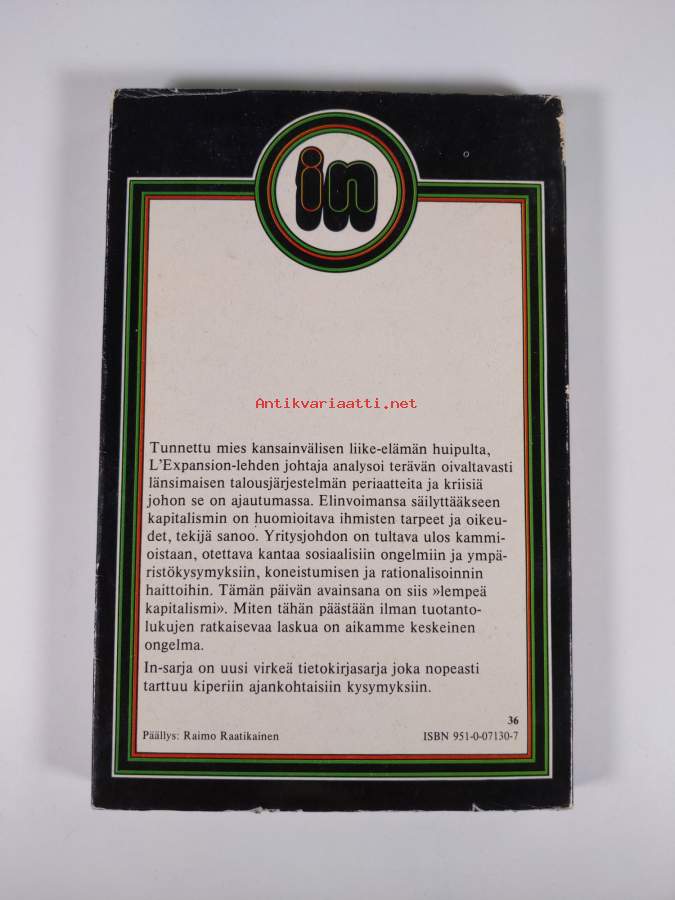 in
Antikvariaatti.net
Tunnettu mies kansainvälisen liike-elämän huipulta,
L'Expansion-lehden johtaja analysoi terävän oivaltavasti
länsimaisen talousjärjestelmän periaatteita ja kriisiä
johon se on ajautumassa. Elinvoimansa säilyttääkseen
kapitalismin on huomioitava ihmisten tarpeet ja oikeu-
det, tekijä sanoo. Yritysjohdon on tultava ulos kammi-
oistaan, otettava kantaa sosiaalisiin ongelmiin ja ympä-
ristökysymyksiin, koneistumisen ja rationalisoinnin
haittoihin. Tämän päivän avainsana on siis »lempeä
kapitalismi». Miten tähän päästään ilman tuotanto-
lukujen ratkaisevaa laskua on aikamme keskeinen
ongelma.
In-sarja on uusi virkeä tietokirjasarja joka nopeasti
tarttuu kiperiin ajankohtaisiin kysymyksiin.
36
Päällys: Raimo Raatikainen ISBN 951-0-07130-7